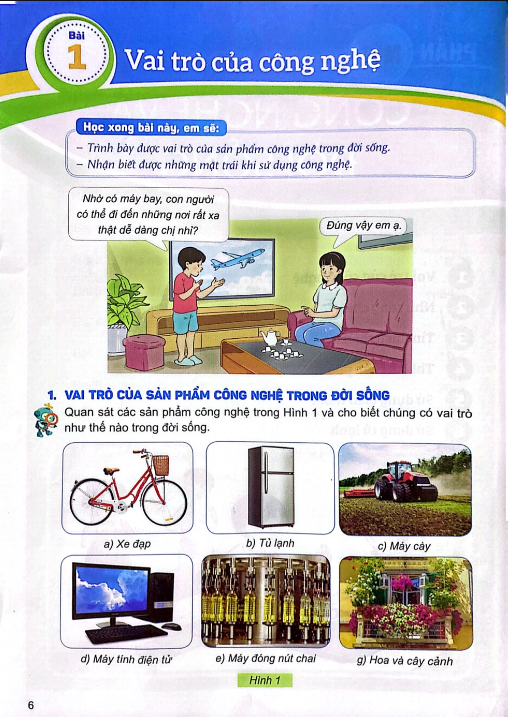 Bài
1
Vai trò của công nghệ
Học xong bài này, em sẽ:
– Trình bày được vai trò của sản phẩm công nghệ trong đời sống.
– Nhận biết được những mặt trái khi sử dụng công nghệ.
Nhờ có máy bay, con người
có thể đi đến những nơi rất xa
thật dễ dàng chị nhỉ?
Đúng vậy em ạ.
1. VAI TRÒ CỦA SẢN PHẨM CÔNG NGHỆ TRONG ĐỜI SỐNG
Quan sát các sản phẩm công nghệ trong Hình 1 và cho biết chúng có vai trò
như thế nào trong đời sống.
a) Xe đạp
b) Tủ lạnh
c) Máy cày
d) Máy tính điện tử
e) Máy đóng nút chai
g) Hoa và cây cảnh
Hình 1
6